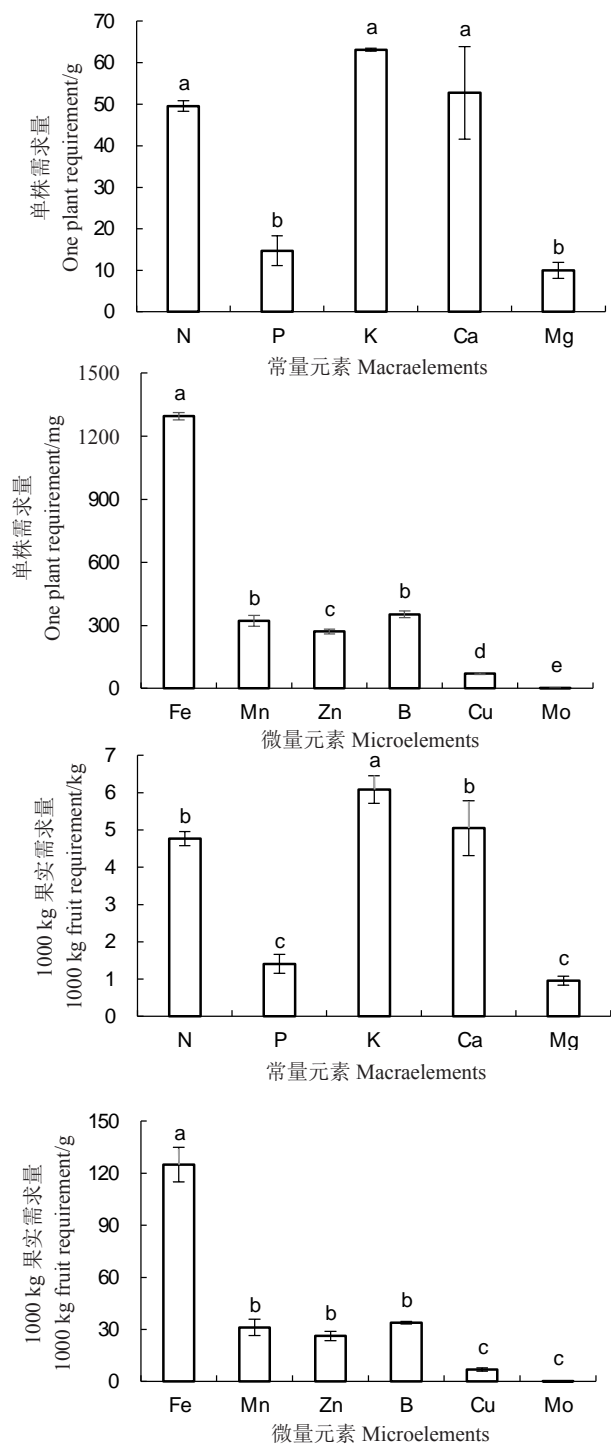 单株需求量
One plant requirement/g
70
60
50
40
30
20
10
0
a
b
a
a
b
N P K Ca Mg
常量元素 Macraelements
单株需求量
One plant requirement/mg
1500
1200
900
600
300
0
a
b
c
b
d
e
Fe Mn Zn B Cu Mo
微量元素 Microelements
1000 kg 果实需求量
1000 kg fruit requirement/kg
7
6
5
4
3
2
1
0
b
c
a
b
c
N P K Ca Mg
常量元素 Macraelements
1000 kg 果实需求量
1000 kg fruit requirement/g
150
120
90
60
30
0
a
b
b
b
c
c
Fe Mn Zn B Cu Mo
微量元素 Microelements